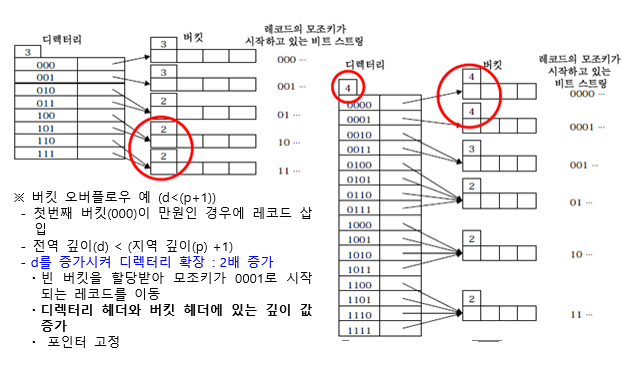 디렉터리
버킷
레코드의 모조키가
시작하고 있는 비트 스트링
3
000
001
010
011
100
101
110
111
3
3
2
2
2
000 ···
001 ···
01 ···
10 ···
11 ···
※ 버킷 오버플로우 예 (d<(p+1))
- 첫번째 버킷(000)이 만원인 경우에 레코드 삽
입
- 전역 깊이(d) < (지역 깊이(p) +1)
- d를 증가시켜 디렉터리 확장 : 2배 증가
· 빈 버킷을 할당받아 모조키가 0001로 시작
되는 레코드를 이동
· 디렉터리 헤더와 버킷 헤더에 있는 깊이 값
증가
· 포인터 고정
디렉터리
버킷
레코드의 모조키가
시작하고 있는
비트 스트링
4
0000
0001
0010
0011
0100
0101
0110
0111
1000
1001
1010
1011
1100
1101
1110
1111
4
4
3
2
2
2
0000 ···
0001 ···
001 ···
01 ···
10 ···
11 ···